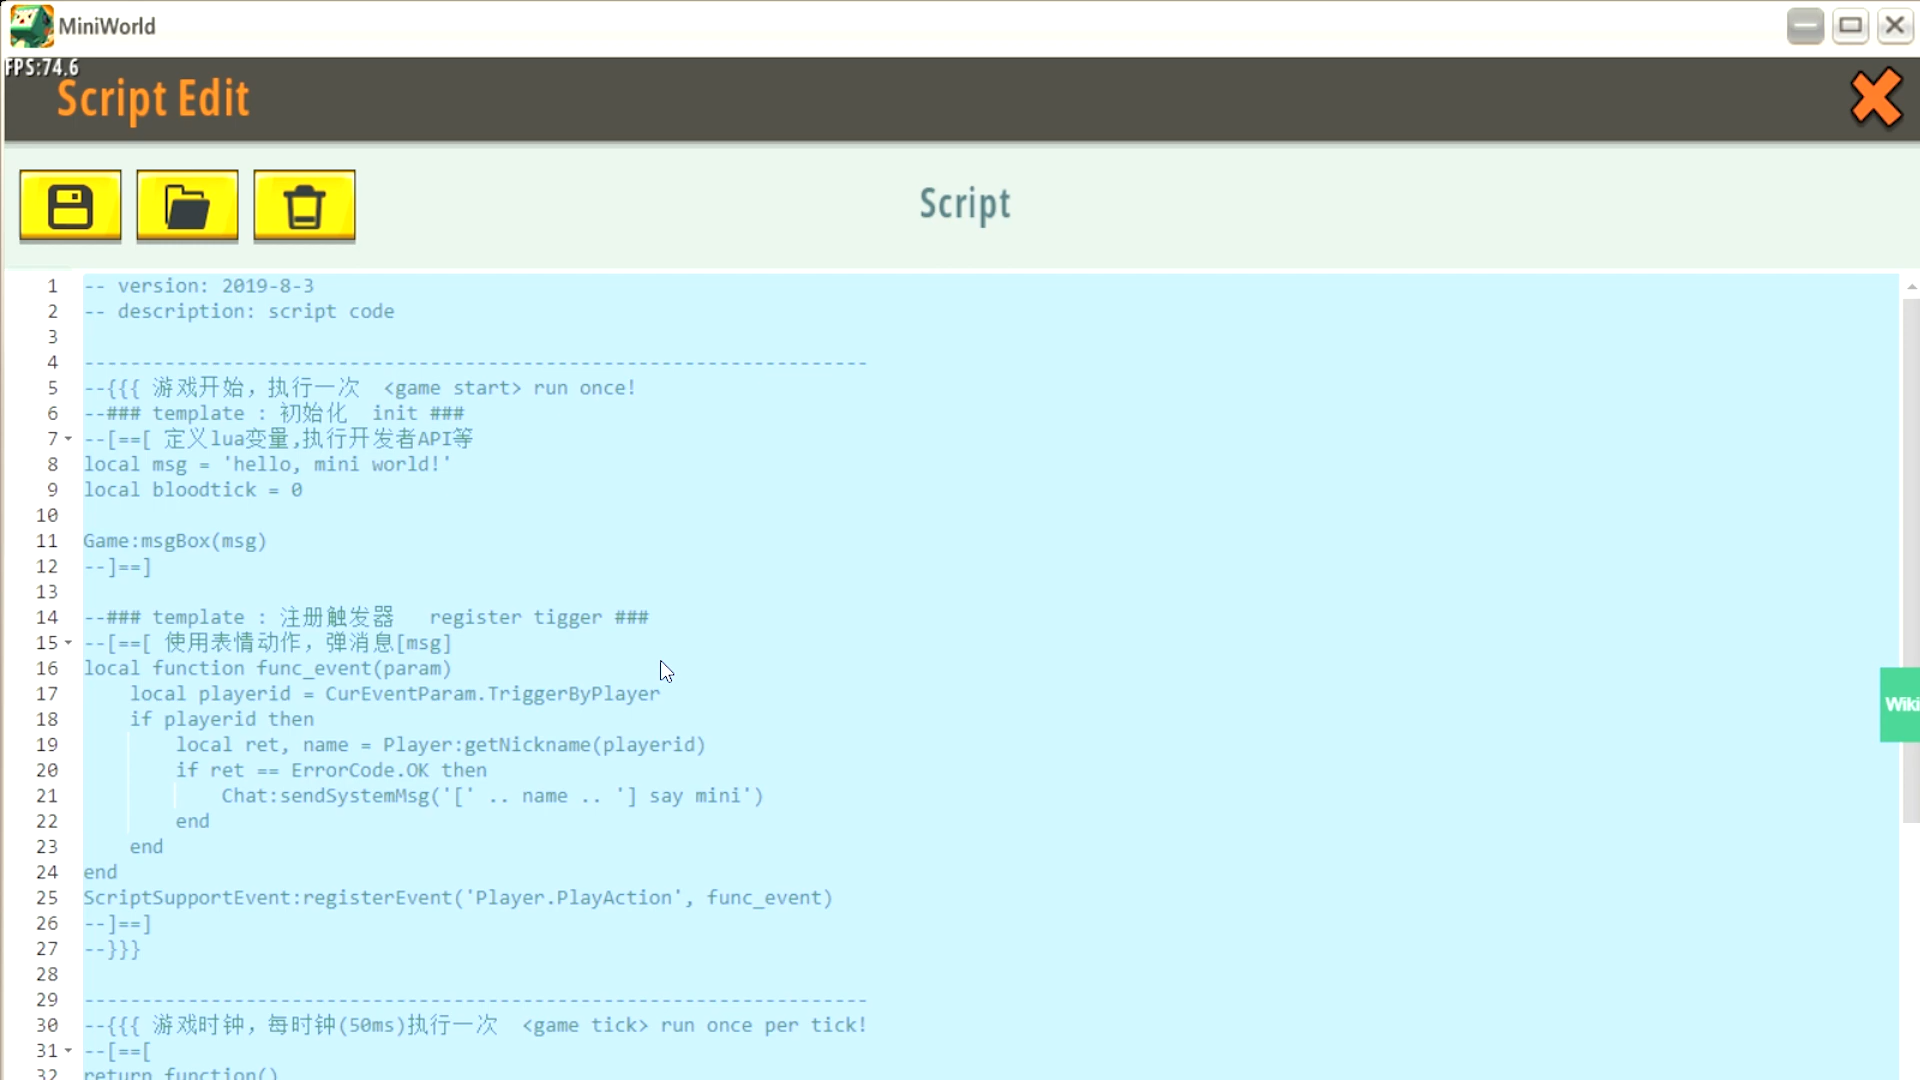 MiniWorld
FPS:74.6
Script Edit
Script
1 -- version: 2019-8-3
2 -- description: script code
3
4 --------------------------------------------------------------------
5 --{{{ 游戏开始，执行一次  <game start> run once!
6 --### template : 初始化  init ###
7 --[==[ 定义lua变量,执行开发者API等
8 local msg = 'hello, mini world!'
9 local bloodtick = 0
10
11 Game:msgBox(msg)
12 --]==]
13
14 --### template : 注册触发器   register tigger ###
15 --[==[ 使用表情动作，弹消息[msg]
16 local function func_event(param)
17     local playerid = CurEventParam.TriggerByPlayer
18     if playerid then
19         local ret, name = Player:getNickname(playerid)
20         if ret == ErrorCode.OK then
21             Chat:sendSystemMsg('[' .. name .. '] say mini')
22         end
23     end
24 end
25 ScriptSupportEvent:registerEvent('Player.PlayAction', func_event)
26 --]==]
27 --}}}
28
29 --------------------------------------------------------------------
30 --{{{ 游戏时钟，每时钟(50ms)执行一次  <game tick> run once per tick!
31 --[==[
32 return function()
Wiki